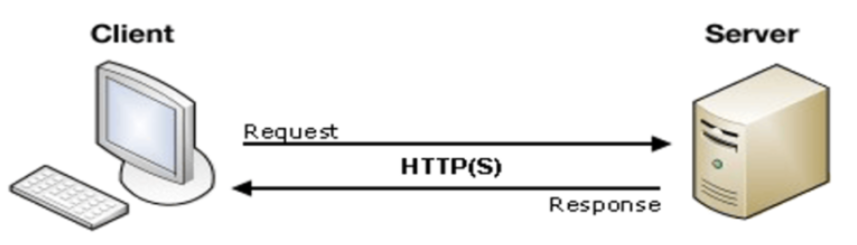 Client
Server
Request
HTTP(S)
Response